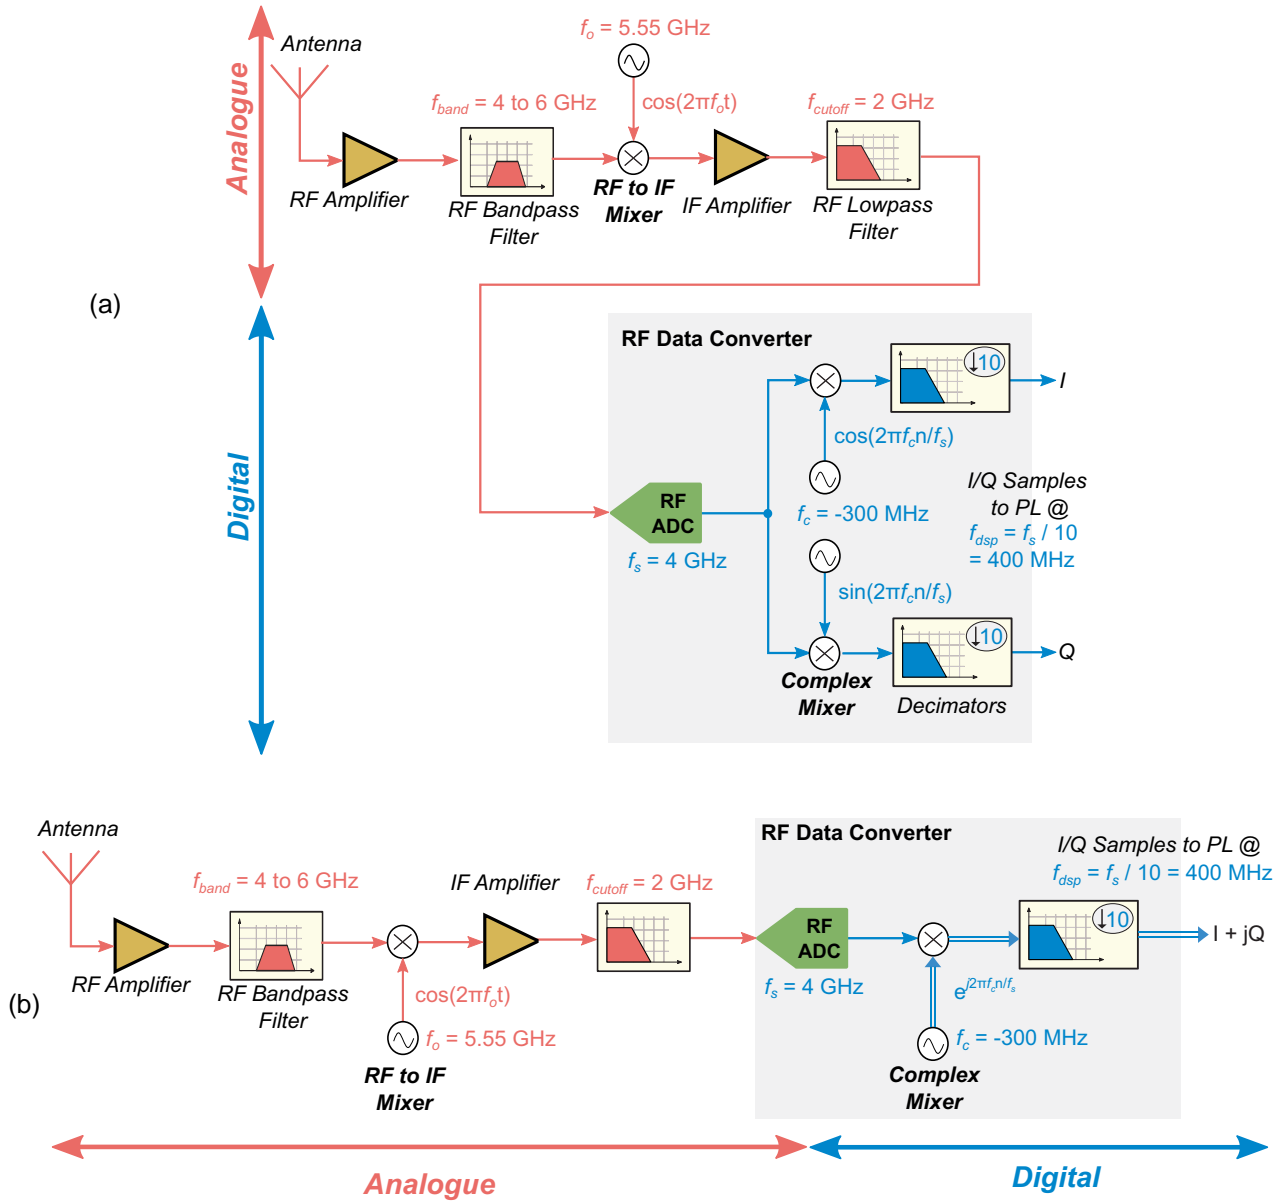 Analogue
Antenna
f_o = 5.55 GHz
f_band = 4 to 6 GHz
cos(2πf_ot)
f_cutoff = 2 GHz
RF Amplifier
RF Bandpass
Filter
RF to IF
Mixer
IF Amplifier
RF Lowpass
Filter
(a)
Digital
RF Data Converter
↓10
I
cos(2πf_cn/f_s)
RF
ADC
f_s = 4 GHz
f_c = -300 MHz
I/Q Samples
to PL @
f_dsp = f_s / 10
= 400 MHz
sin(2πf_cn/f_s)
↓10
Q
Complex
Mixer
Decimators
(b)
Antenna
f_band = 4 to 6 GHz
IF Amplifier
f_cutoff = 2 GHz
RF Data Converter
I/Q Samples to PL @
f_dsp = f_s / 10 = 400 MHz
RF Amplifier
RF Bandpass
Filter
cos(2πf_ot)
f_o = 5.55 GHz
RF to IF
Mixer
RF
ADC
f_s = 4 GHz
↓10
I + jQ
e^j2πf_cn/f_s
f_c = -300 MHz
Complex
Mixer
Analogue
Digital